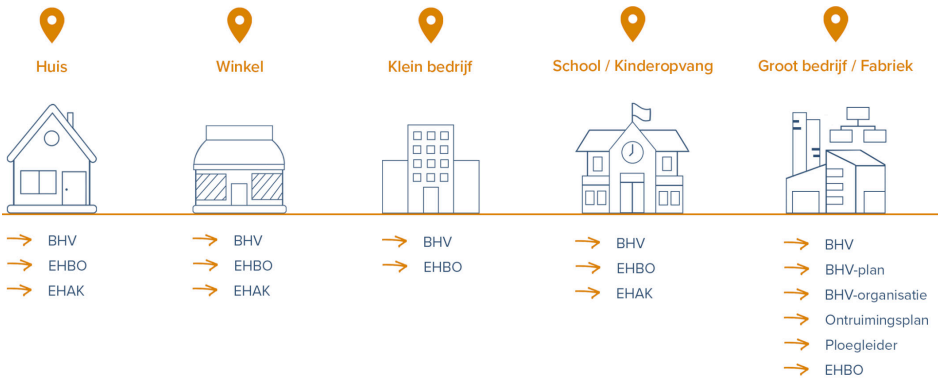 Huis
BHV
EHBO
EHAK
Winkel
BHV
EHBO
EHAK
Klein bedrijf
BHV
EHBO
School / Kinderopvang
BHV
EHBO
EHAK
Groot bedrijf / Fabriek
BHV
BHV-plan
BHV-organisatie
Ontruimingsplan
Ploegleider
EHBO